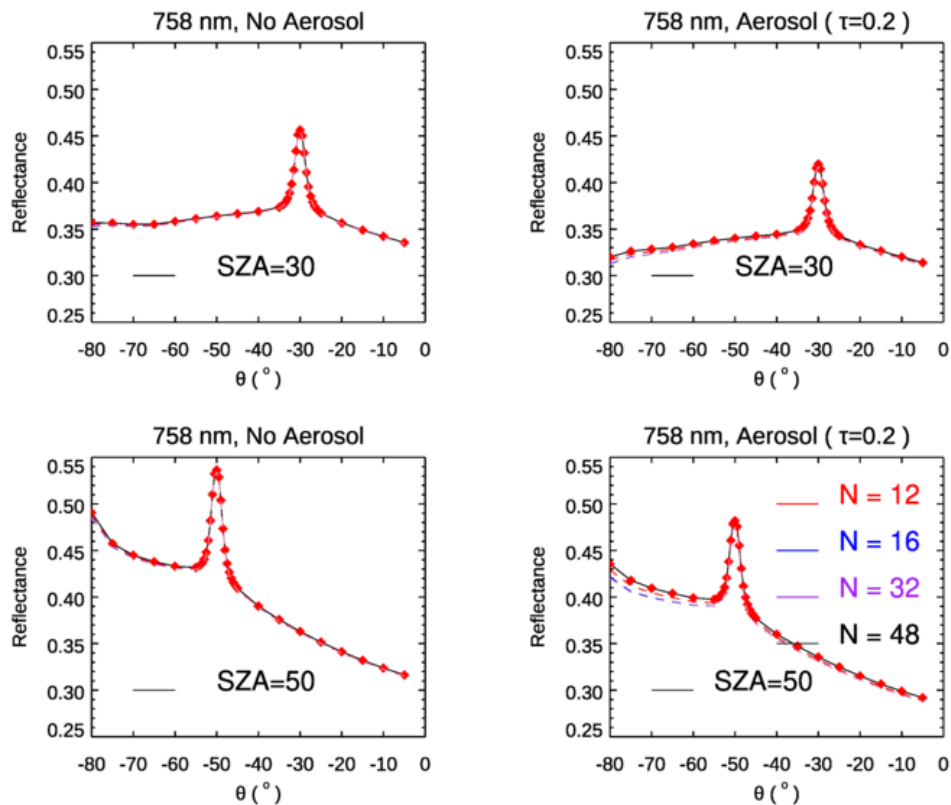 758 nm, No Aerosol
0.55
0.50
0.45
0.40
0.35
0.30
0.25
Reflectance
SZA=30
-80 -70 -60 -50 -40 -30 -20 -10 0
θ ( ° )
758 nm, Aerosol ( τ=0.2 )
0.55
0.50
0.45
0.40
0.35
0.30
0.25
Reflectance
SZA=30
-80 -70 -60 -50 -40 -30 -20 -10 0
θ ( ° )
758 nm, No Aerosol
0.55
0.50
0.45
0.40
0.35
0.30
0.25
Reflectance
SZA=50
-80 -70 -60 -50 -40 -30 -20 -10 0
θ ( ° )
758 nm, Aerosol ( τ=0.2 )
0.55
0.50
0.45
0.40
0.35
0.30
0.25
Reflectance
N = 12
N = 16
N = 32
N = 48
SZA=50
-80 -70 -60 -50 -40 -30 -20 -10 0
θ ( ° )